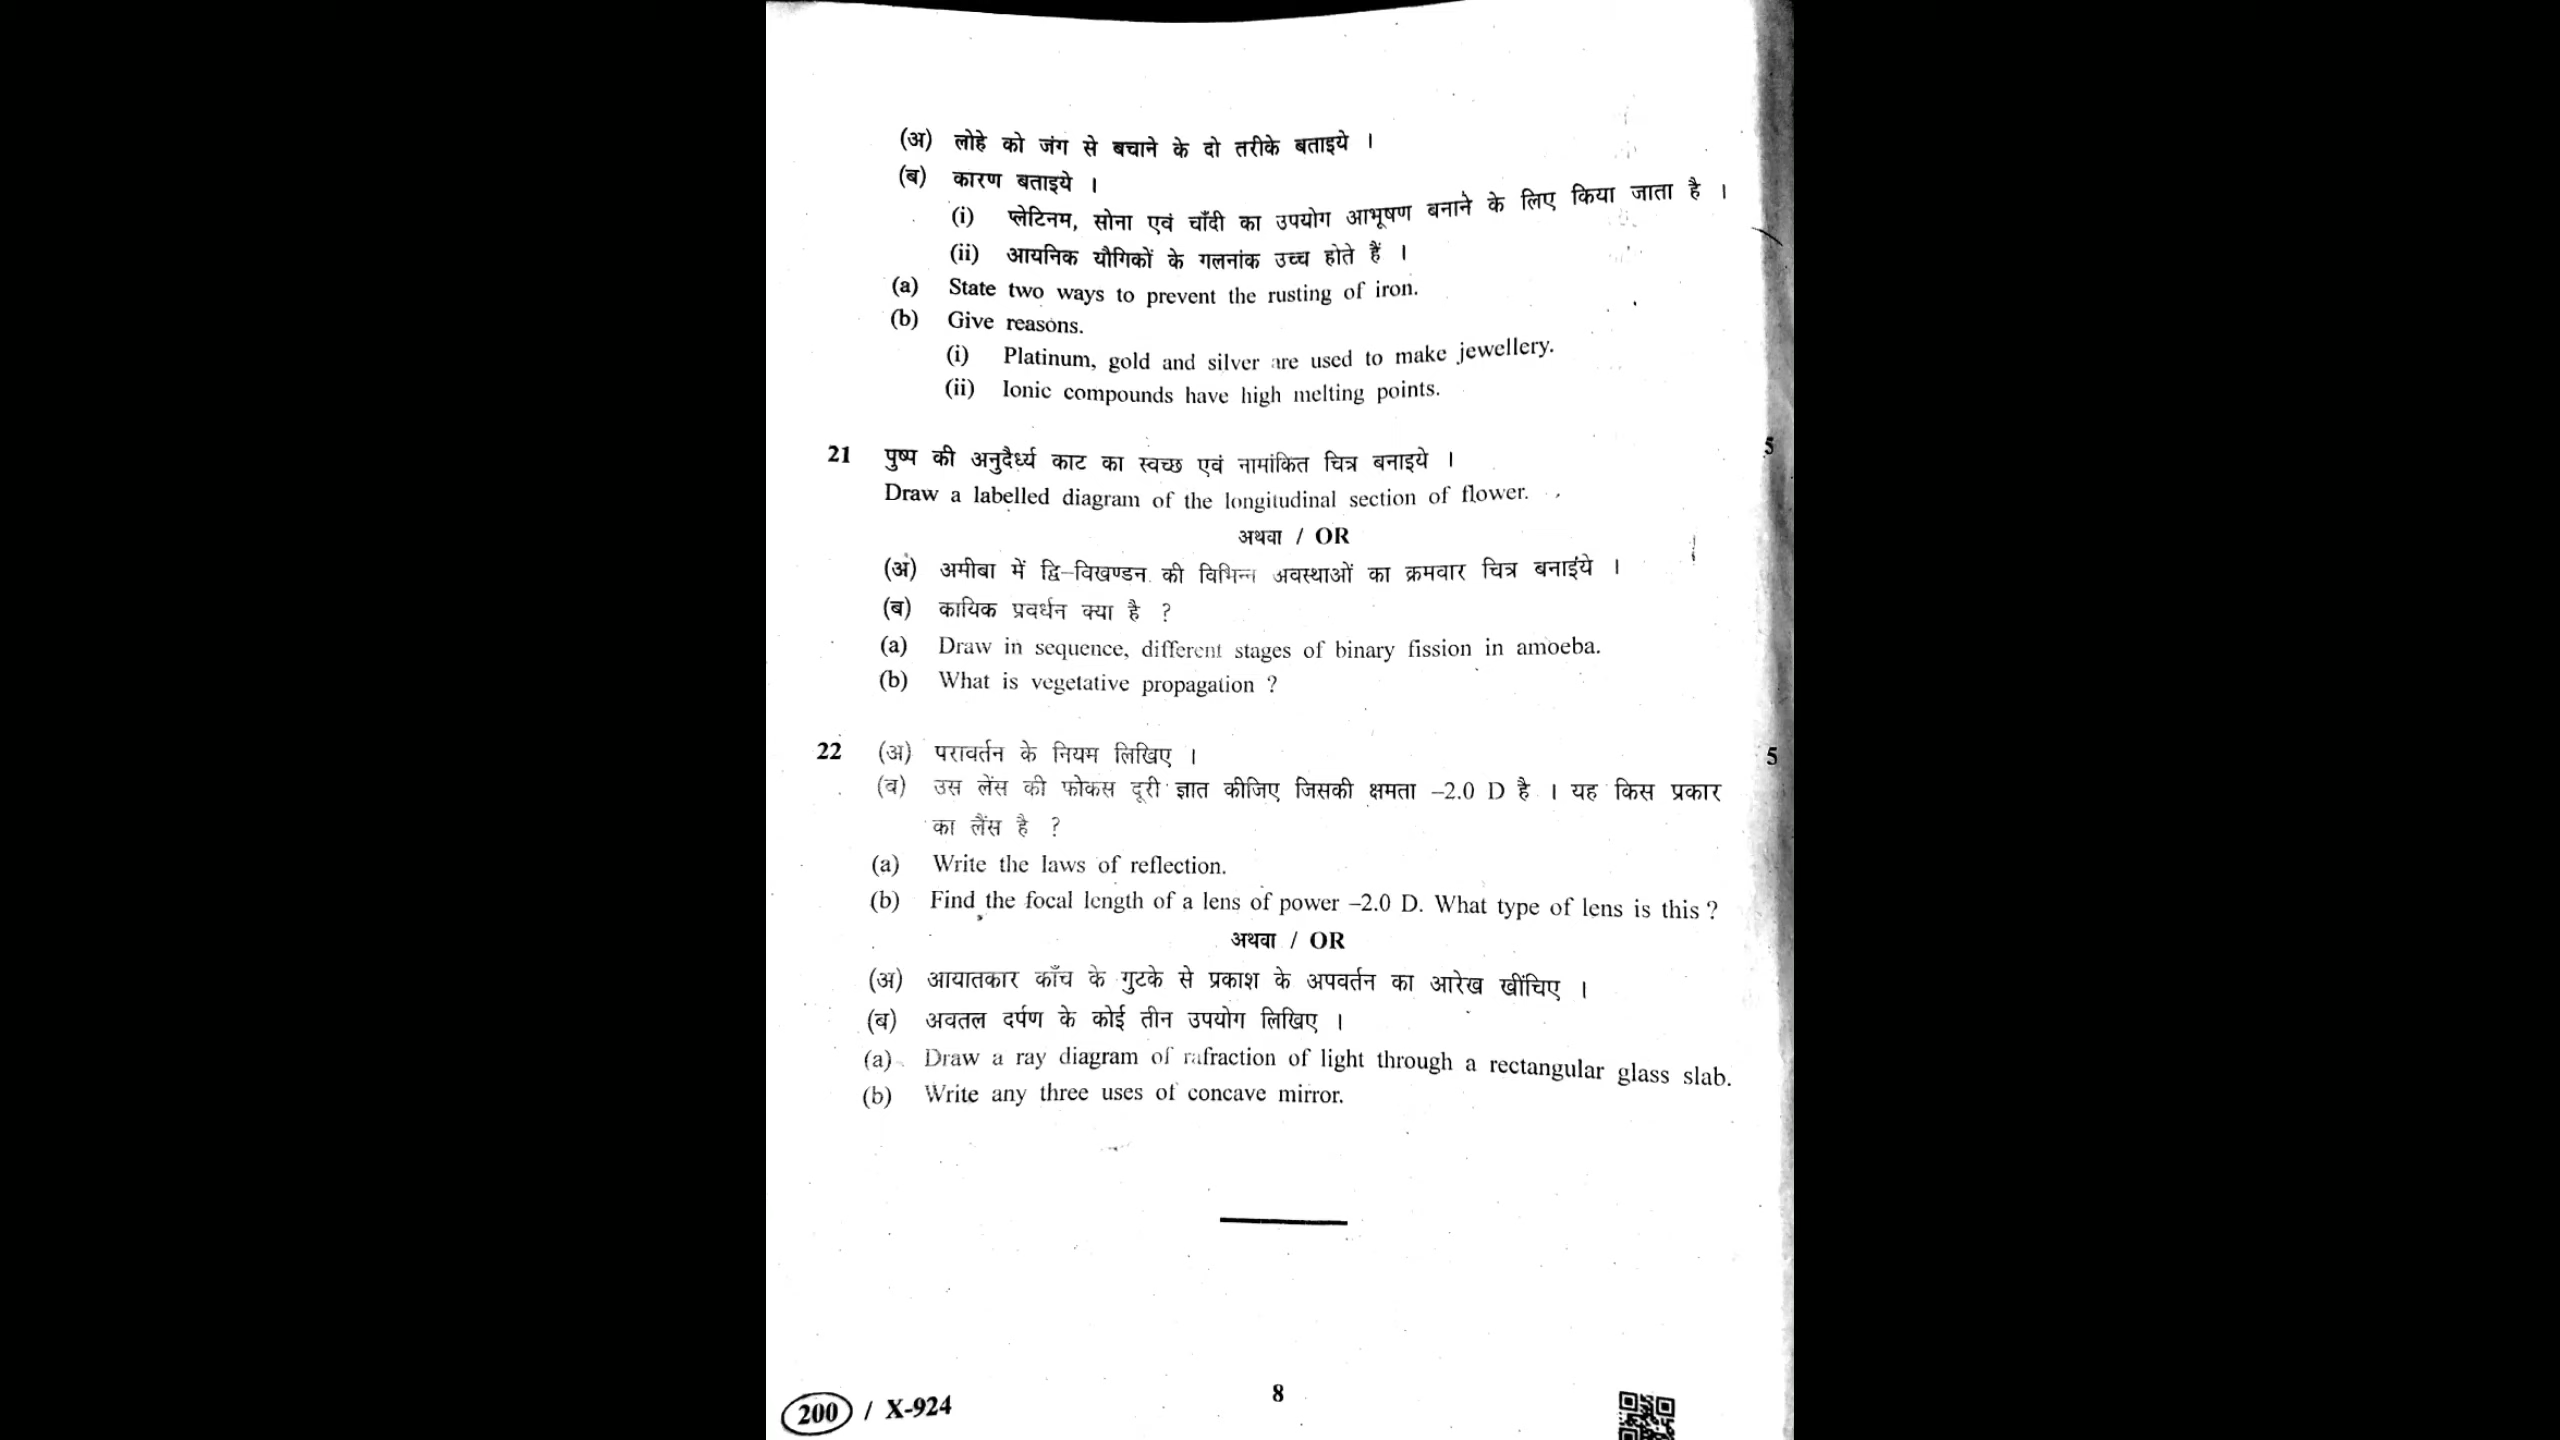 (अ) लोहे को जंग से बचाने के दो तरीके बताइये ।
(ब) कारण बताइये ।
(i) प्लेटिनम, सोना एवं चाँदी का उपयोग आभूषण बनाने के लिए किया जाता है ।
(ii) आयनिक यौगिकों के गलनांक उच्च होते हैं ।
(a) State two ways to prevent the rusting of iron.
(b) Give reasons.
(i) Platinum, gold and silver are used to make jewellery.
(ii) Ionic compounds have high melting points.
21 पुष्प की अनुदैर्ध्य काट का स्वच्छ एवं नामांकित चित्र बनाइये । 5
Draw a labelled diagram of the longitudinal section of flower.
अथवा / OR
(अ) अमीबा में द्वि-विखण्डन की विभिन्न अवस्थाओं का क्रमवार चित्र बनाइये ।
(ब) कायिक प्रवर्धन क्या है ?
(a) Draw in sequence, different stages of binary fission in amoeba.
(b) What is vegetative propagation ?
22 (अ) परावर्तन के नियम लिखिए । 5
(ब) उस लेंस की फोकस दूरी ज्ञात कीजिए जिसकी क्षमता –2.0 D है । यह किस प्रकार
का लैंस है ?
(a) Write the laws of reflection.
(b) Find the focal length of a lens of power –2.0 D. What type of lens is this ?
अथवा / OR
(अ) आयातकार काँच के गुटके से प्रकाश के अपवर्तन का आरेख खींचिए ।
(ब) अवतल दर्पण के कोई तीन उपयोग लिखिए ।
(a) Draw a ray diagram of rafraction of light through a rectangular glass slab.
(b) Write any three uses of concave mirror.
200 / X-924 8